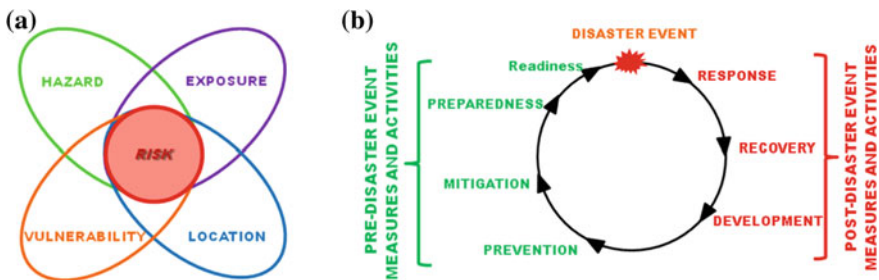 (a)
HAZARD
EXPOSURE
RISK
VULNERABILITY
LOCATION
(b)
DISASTER EVENT
PRE-DISASTER EVENT
MEASURES AND ACTIVITIES
Readiness
PREPAREDNESS
MITIGATION
PREVENTION
RESPONSE
RECOVERY
DEVELOPMENT
POST-DISASTER EVENT
MEASURES AND ACTIVITIES